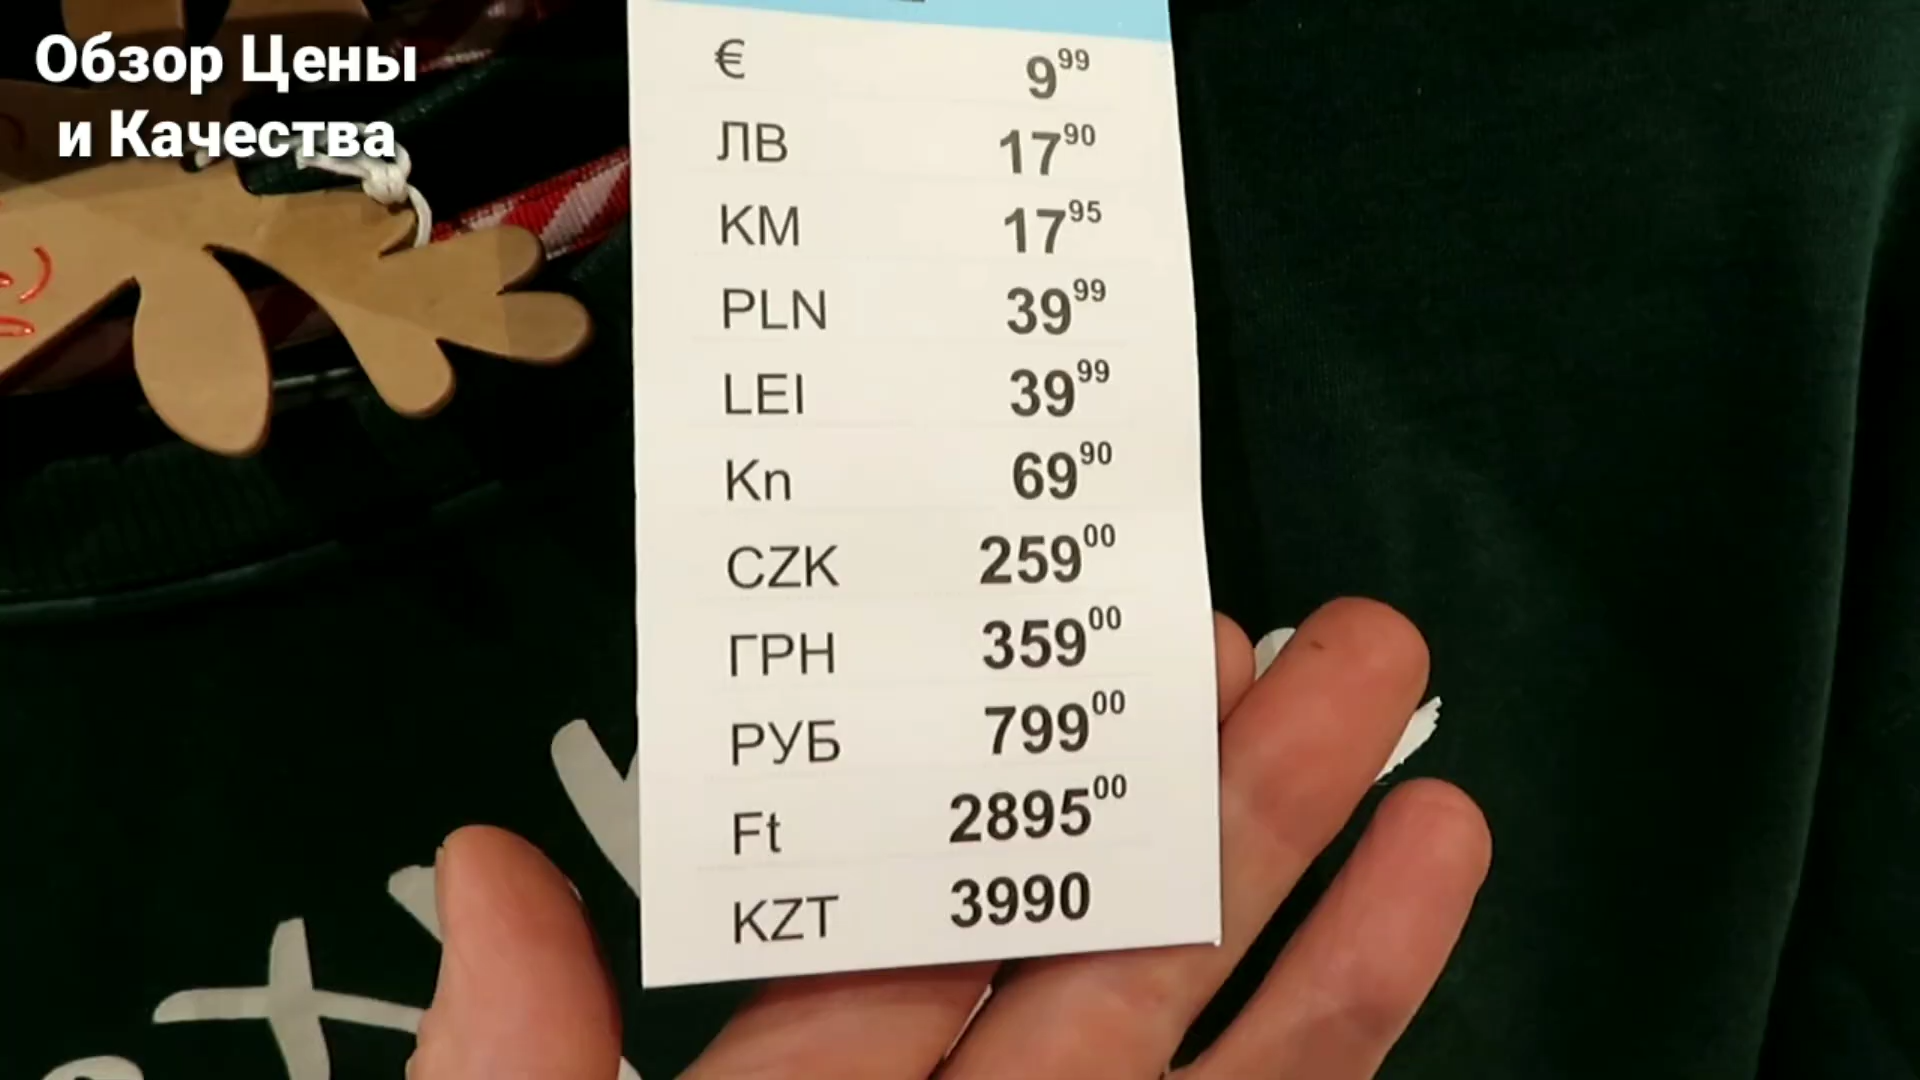 Обзор Цены
и Качества
€ 9⁹⁹
ЛВ 17⁹⁰
KM 17⁹⁵
PLN 39⁹⁹
LEI 39⁹⁹
Kn 69⁹⁰
CZK 259⁰⁰
ГРН 359⁰⁰
РУБ 799⁰⁰
Ft 2895⁰⁰
KZT 3990